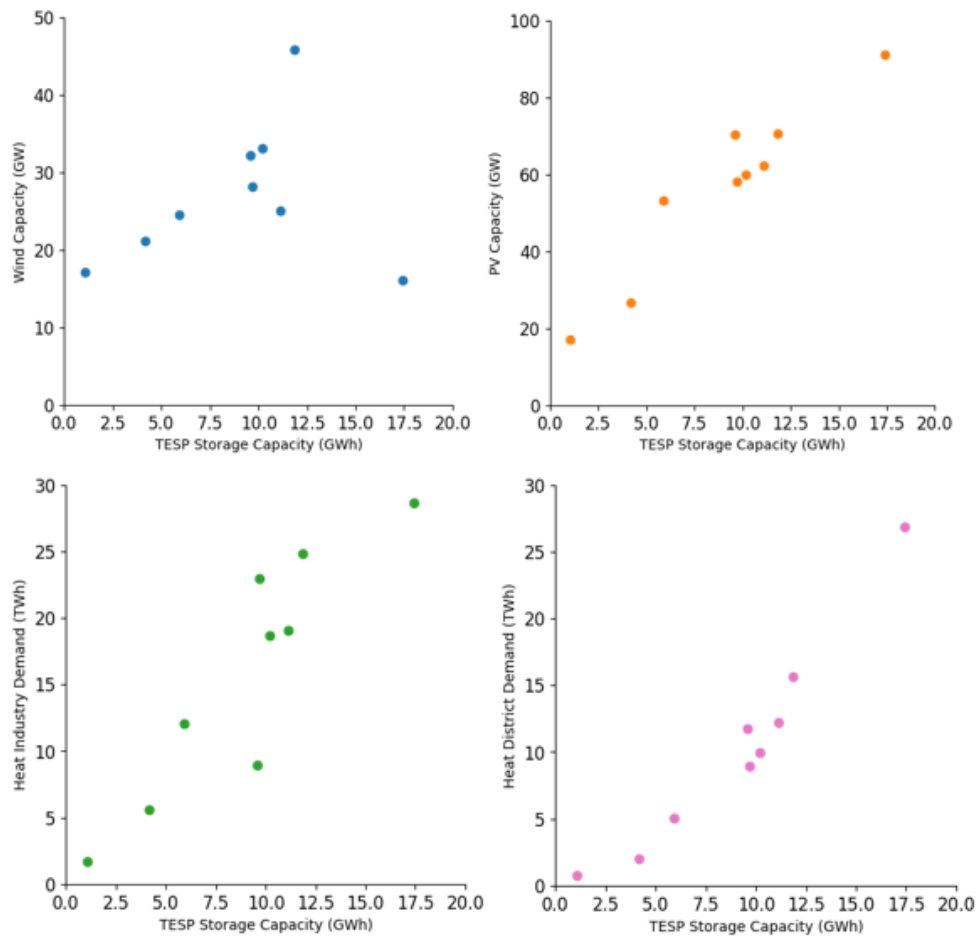 50
40
30
20
10
0
Wind Capacity (GW)
0.0 2.5 5.0 7.5 10.0 12.5 15.0 17.5 20.0
TESP Storage Capacity (GWh)
100
80
60
40
20
0
PV Capacity (GW)
0.0 2.5 5.0 7.5 10.0 12.5 15.0 17.5 20.0
TESP Storage Capacity (GWh)
30
25
20
15
10
5
0
Heat Industry Demand (TWh)
0.0 2.5 5.0 7.5 10.0 12.5 15.0 17.5 20.0
TESP Storage Capacity (GWh)
30
25
20
15
10
5
0
Heat District Demand (TWh)
0.0 2.5 5.0 7.5 10.0 12.5 15.0 17.5 20.0
TESP Storage Capacity (GWh)